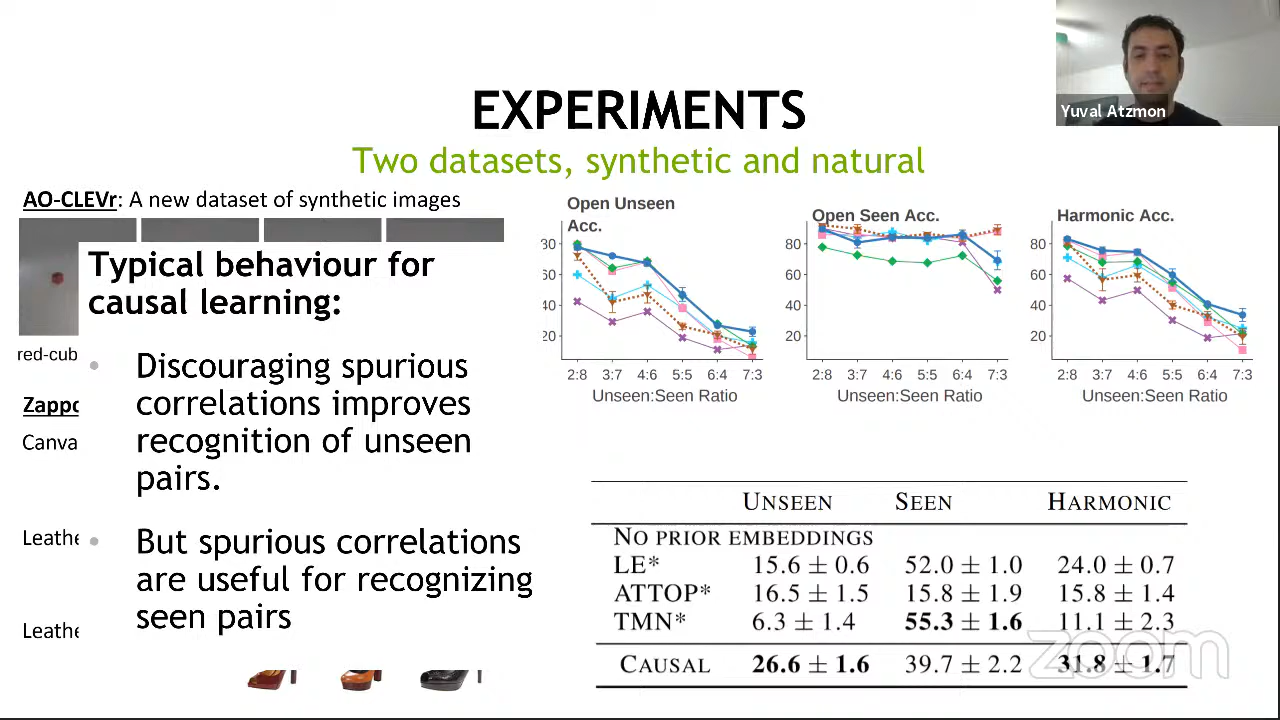 Yuval Atzmon
EXPERIMENTS
Two datasets, synthetic and natural
AO-CLEVr: A new dataset of synthetic images
red-cub
Zappo
Canva
Leathe
Leathe
Typical behaviour for
causal learning:
• Discouraging spurious
correlations improves
recognition of unseen
pairs.
• But spurious correlations
are useful for recognizing
seen pairs
Open Unseen
Acc.
80
60
40
20
2:8 3:7 4:6 5:5 6:4 7:3
Unseen:Seen Ratio
Open Seen Acc.
80
60
40
20
2:8 3:7 4:6 5:5 6:4 7:3
Unseen:Seen Ratio
Harmonic Acc.
80
60
40
20
2:8 3:7 4:6 5:5 6:4 7:3
Unseen:Seen Ratio
UNSEEN SEEN HARMONIC
NO PRIOR EMBEDDINGS
LE* 15.6 ± 0.6 52.0 ± 1.0 24.0 ± 0.7
ATTOP* 16.5 ± 1.5 15.8 ± 1.9 15.8 ± 1.4
TMN* 6.3 ± 1.4 55.3 ± 1.6 11.1 ± 2.3
CAUSAL 26.6 ± 1.6 39.7 ± 2.2 31.8 ± 1.7
zoom